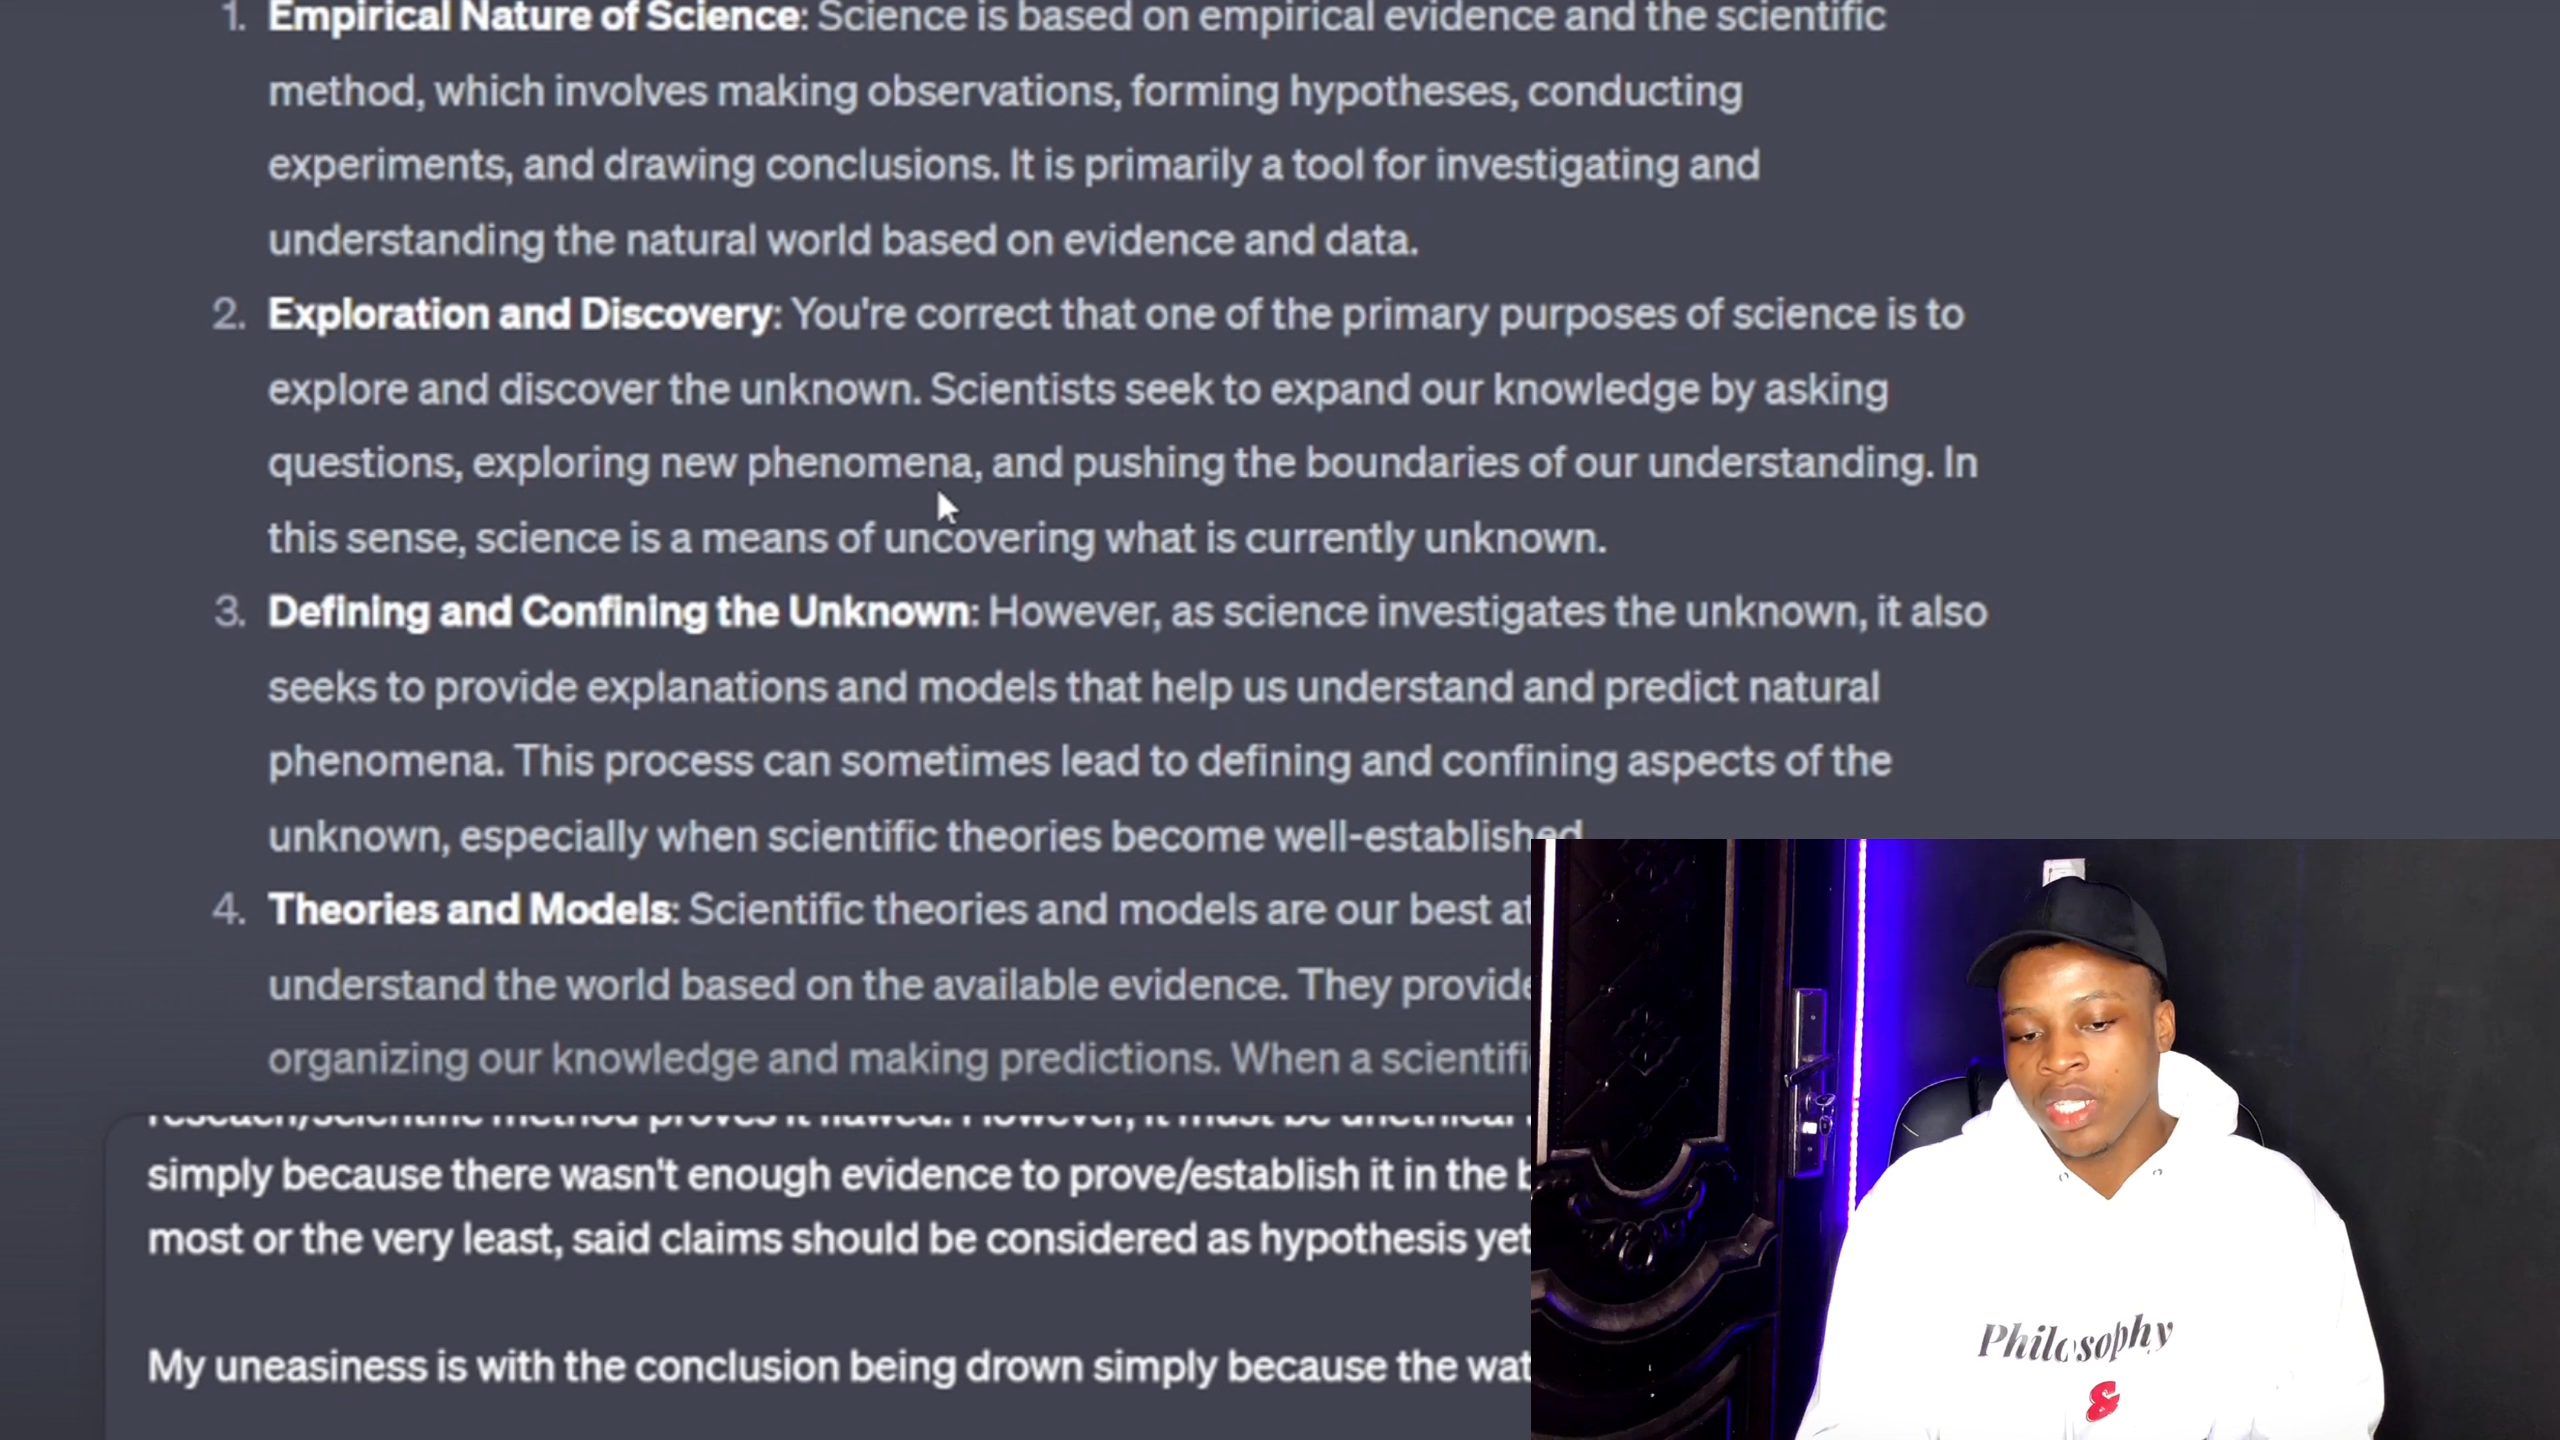 1. Empirical Nature of Science: Science is based on empirical evidence and the scientific
method, which involves making observations, forming hypotheses, conducting
experiments, and drawing conclusions. It is primarily a tool for investigating and
understanding the natural world based on evidence and data.
2. Exploration and Discovery: You're correct that one of the primary purposes of science is to
explore and discover the unknown. Scientists seek to expand our knowledge by asking
questions, exploring new phenomena, and pushing the boundaries of our understanding. In
this sense, science is a means of uncovering what is currently unknown.
3. Defining and Confining the Unknown: However, as science investigates the unknown, it also
seeks to provide explanations and models that help us understand and predict natural
phenomena. This process can sometimes lead to defining and confining aspects of the
unknown, especially when scientific theories become well-established.
4. Theories and Models: Scientific theories and models are our best
understand the world based on the available evidence. They provide
organizing our knowledge and making predictions. When a
method proves it flawed. However, it must be unethical
simply because there wasn't enough evidence to prove/establish it in the
most or the very least, said claims should be considered as hypothesis yet
My uneasiness is with the conclusion being drown simply because the
Philosophy
&